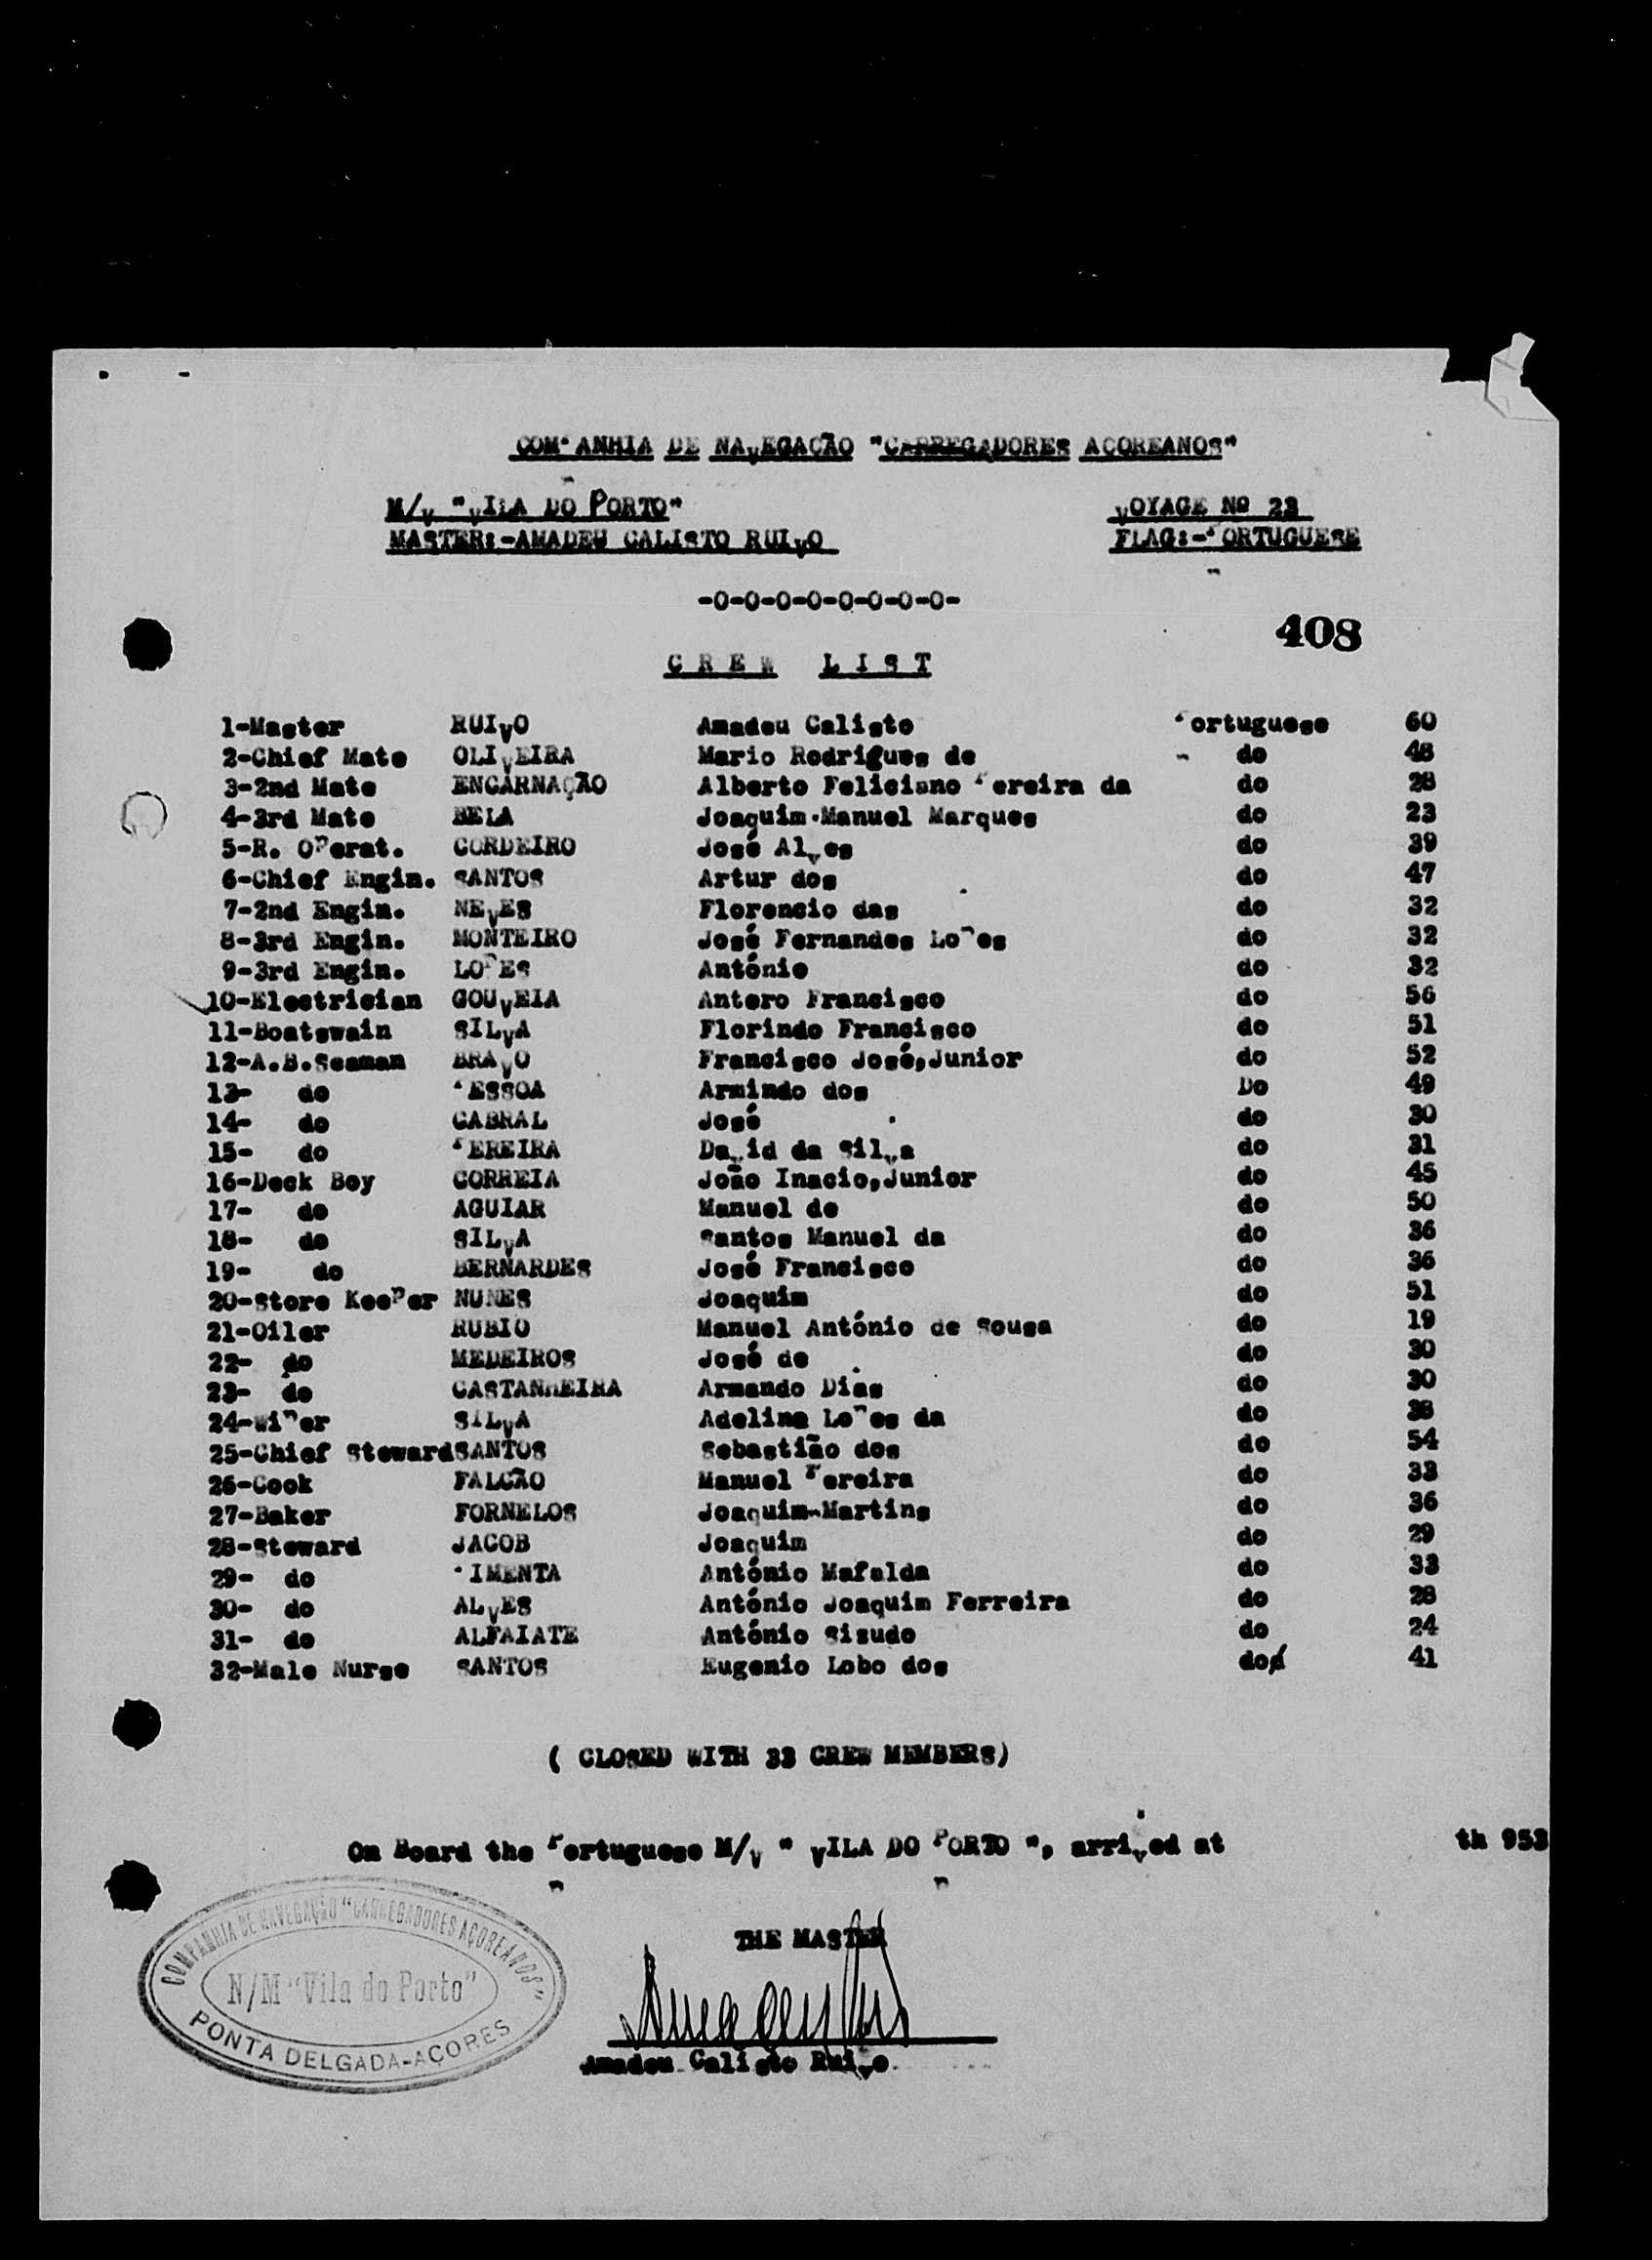 COMPANHIA DE NAVEGAÇÃO "CARREGADORES AÇOREANOS"
M/V "VILA DO PORTO" VOYAGE Nº 23
MASTER:-AMADEU CALISTO RUIVO FLAG:-PORTUGUESE
-0-0-0-0-0-0-0-0-
408
CREW LIST
1-Master RUIVO Amadeu Calisto Portuguese 60
2-Chief Mate OLIVEIRA Mario Rodrigues de do 48
3-2nd Mate ENCARNAÇÃO Alberto Feliciano Pereira da do 28
4-3rd Mate BELA Joaquim Manuel Marques do 23
5-R. OPerat. CORDEIRO José Alves do 39
6-Chief Engin. SANTOS Artur dos do 47
7-2nd Engin. NEVES Florencio das do 32
8-3rd Engin. MONTEIRO José Fernandes Lopes do 32
9-3rd Engin. LOPES António do 32
10-Electrician GOUVEIA Antero Francisco do 56
11-Boatswain SILVA Florindo Francisco do 51
12-A.B.Seaman BRAVO Francisco José,Junior do 52
13- do PESSOA Armindo dos Do 49
14- do CABRAL José do 30
15- do PEREIRA David da Silva do 31
16-Deck Boy CORREIA João Inacio,Junior do 45
17- do AGUIAR Manuel de do 50
18- do SILVA Santos Manuel da do 36
19- do BERNARDES José Francisco do 36
20-Store KeePer NUNES Joaquim do 51
21-Oiler RUBIO Manuel António de Sousa do 19
22- do MEDEIROS José de do 30
23- do CASTANHEIRA Armando Dias do 30
24-WiPer SILVA Adelino Lopes da do 38
25-Chief Steward SANTOS Sebastião dos do 54
26-Cook FALCÃO Manuel Pereira do 33
27-Baker FORNELOS Joaquim-Martins do 36
28-Steward JACOB Joaquim do 29
29- do PIMENTA António Mafalda do 33
30- do ALVES António Joaquim Ferreira do 28
31- do ALFAIATE António Sizudo do 24
32-Male Nurse SANTOS Eugenio Lobo dos do 41
( CLOSED WITH 33 CREW MEMBERS)
On Board the Portuguese M/V " VILA DO PORTO ", arrived at th 953
THE MASTER
Amadeu Calisto Ruivo
COMPANHIA DE NAVEGAÇÃO "CARREGADORES AÇOREANOS"
N/M "Vila do Porto"
PONTA DELGADA-AÇORES